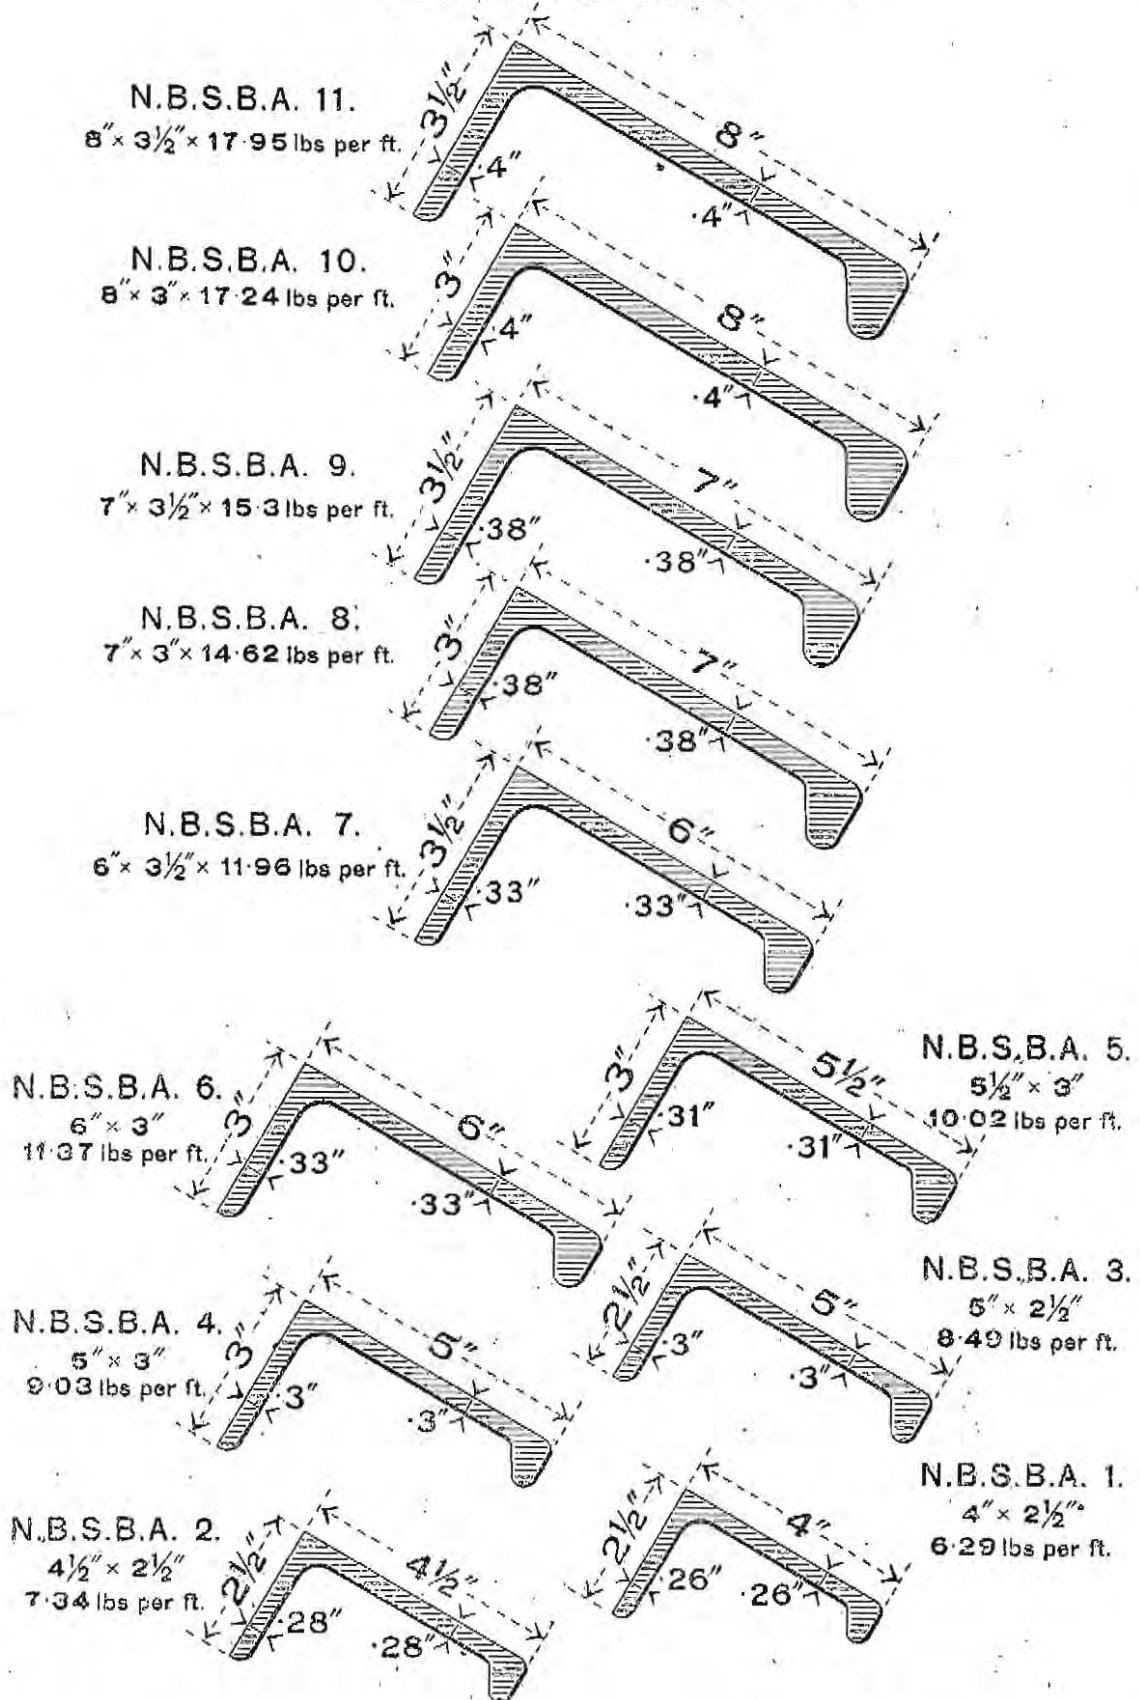 N.B.S.B.A. 11.
8″× 3½″× 17·95 lbs per ft.
3½″
8″
·4″
·4″
N.B.S.B.A. 10.
8″× 3″× 17·24 lbs per ft.
3″
8″
·4″
·4″
N.B.S.B.A. 9.
7″× 3½″× 15·3 lbs per ft.
3½″
7″
·38″
·38″
N.B.S.B.A. 8.
7″× 3″× 14·62 lbs per ft.
3″
7″
·38″
·38″
N.B.S.B.A. 7.
6″× 3½″× 11·96 lbs per ft.
3½″
6″
·33″
·33″
N.B.S.B.A. 6.
6″× 3″
11·37 lbs per ft.
3″
6″
·33″
·33″
N.B.S.B.A. 5.
5½″× 3″
10·02 lbs per ft.
3″
5½″
·31″
·31″
N.B.S.B.A. 4.
5″× 3″
9·03 lbs per ft.
3″
5″
·3″
·3″
N.B.S.B.A. 3.
5″× 2½″
8·49 lbs per ft.
2½″
5″
·3″
·3″
N.B.S.B.A. 2.
4½″× 2½″
7·34 lbs per ft.
2½″
4½″
·28″
·28″
N.B.S.B.A. 1.
4″× 2½″
6·29 lbs per ft.
2½″
4″
·26″
·26″